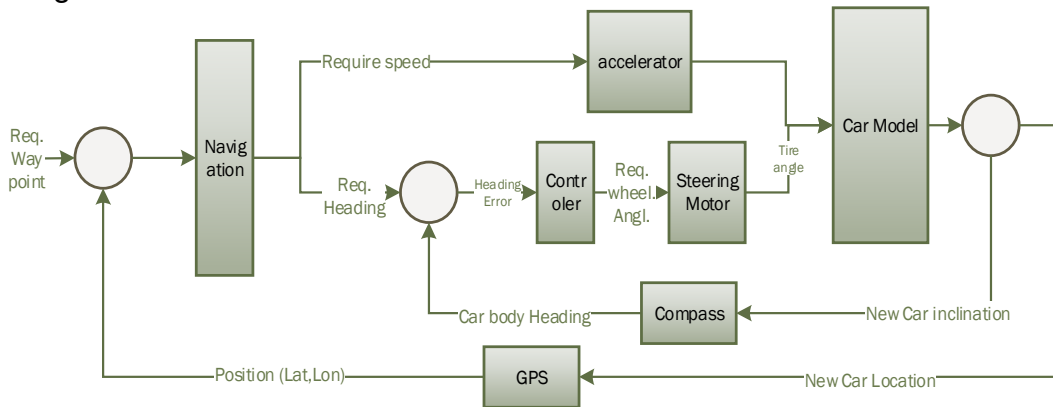 Require speed
accelerator
Car Model
Req.
Way
point
Navig
ation
Req.
Heading
Heading
Error
Contr
oler
Req.
wheel.
Angl.
Steering
Motor
Tire
angle
Car body Heading
Compass
New Car inclination
Position (Lat,Lon)
GPS
New Car Location